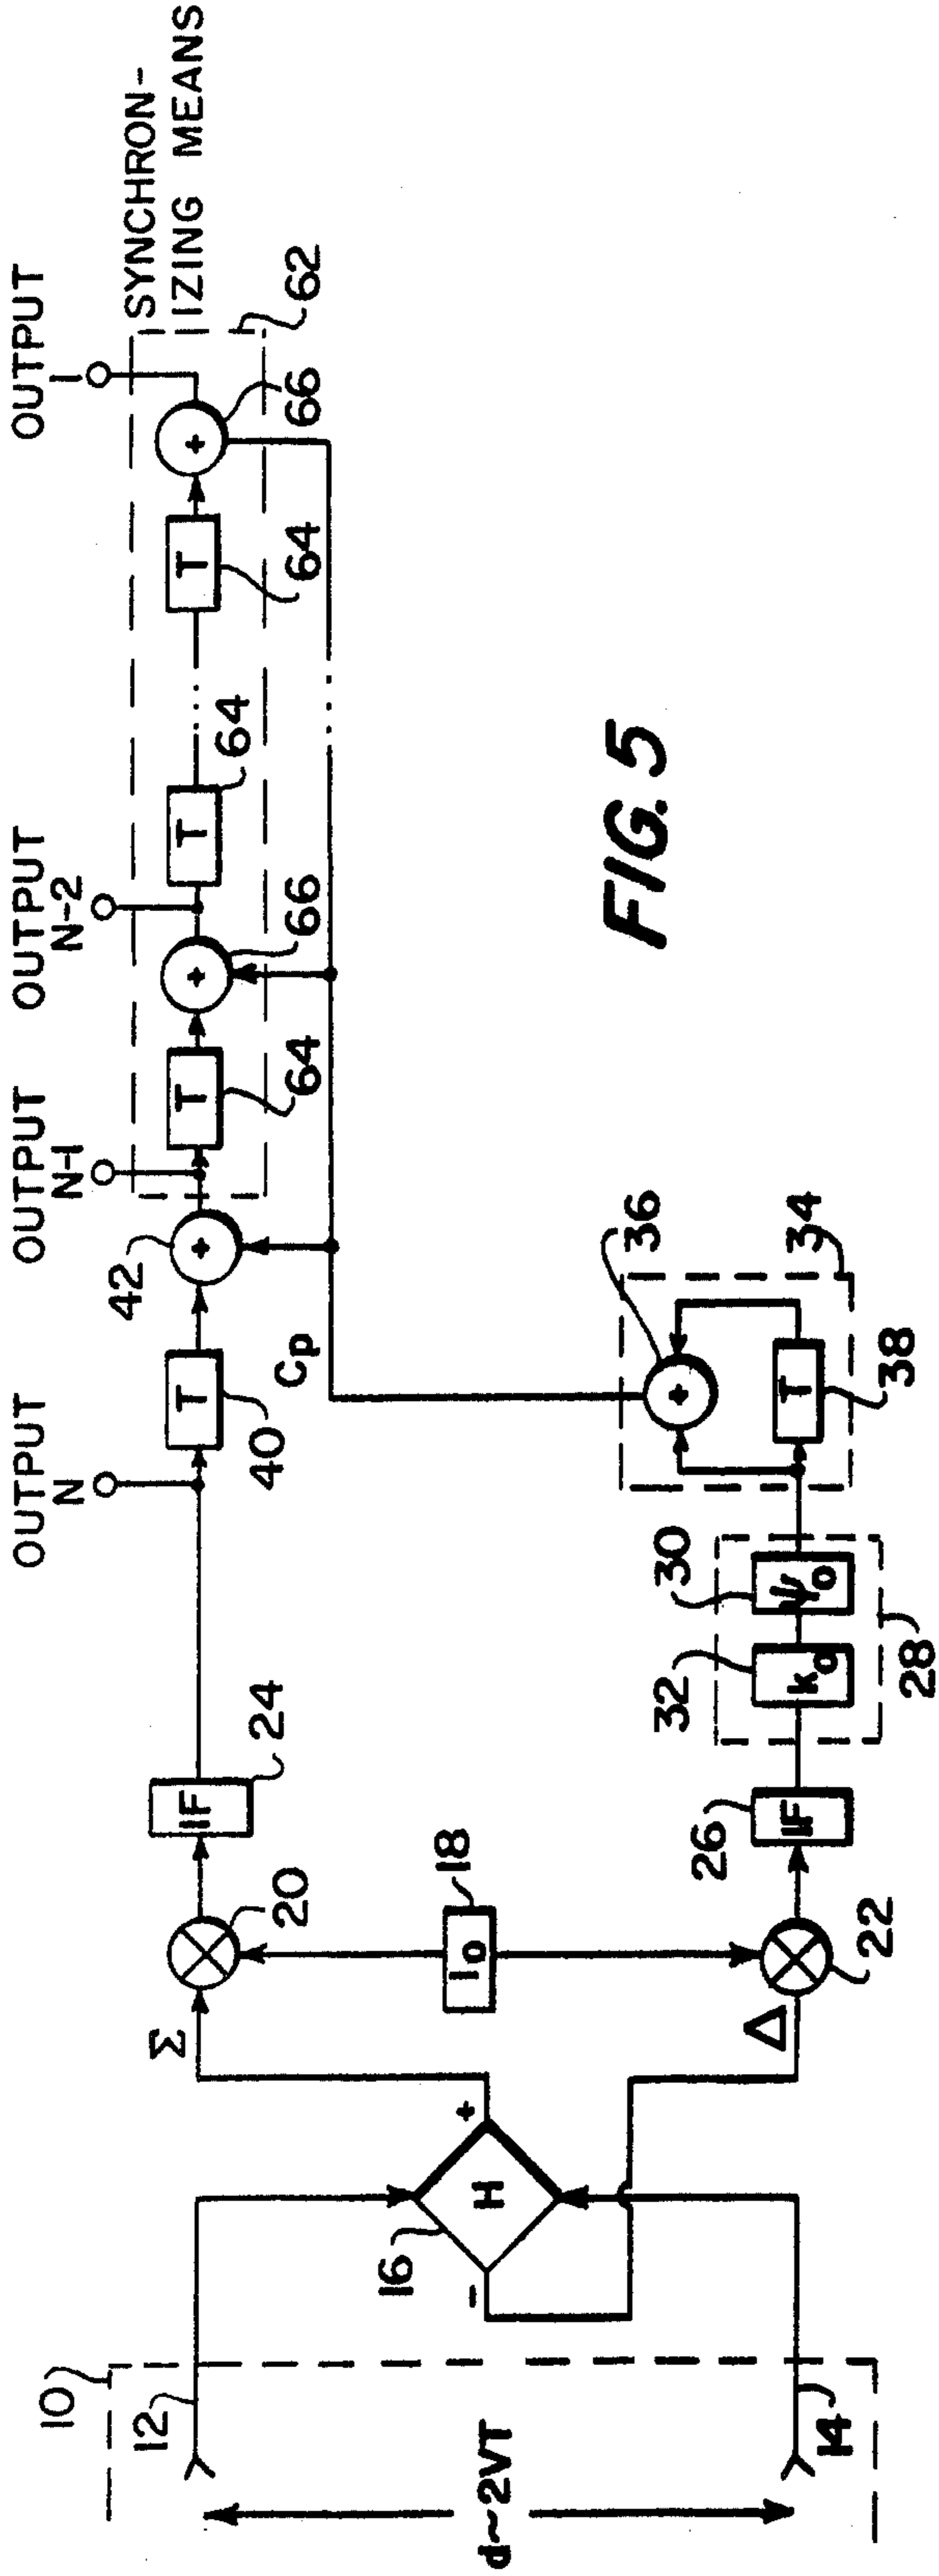 OUTPUT
N
OUTPUT
N-1
OUTPUT
N-2
OUTPUT
1
SYNCHRON-
IZING MEANS
10
12
Σ
20
IF
24
T
40
42
+
T
64
+
66
T
64
...
T
64
+
66
62
Cp
16
H
+
-
lo
18
d~2VT
14
Δ
22
26
IF
32
ko
30
ψo
28
36
+
T
38
34
FIG. 5